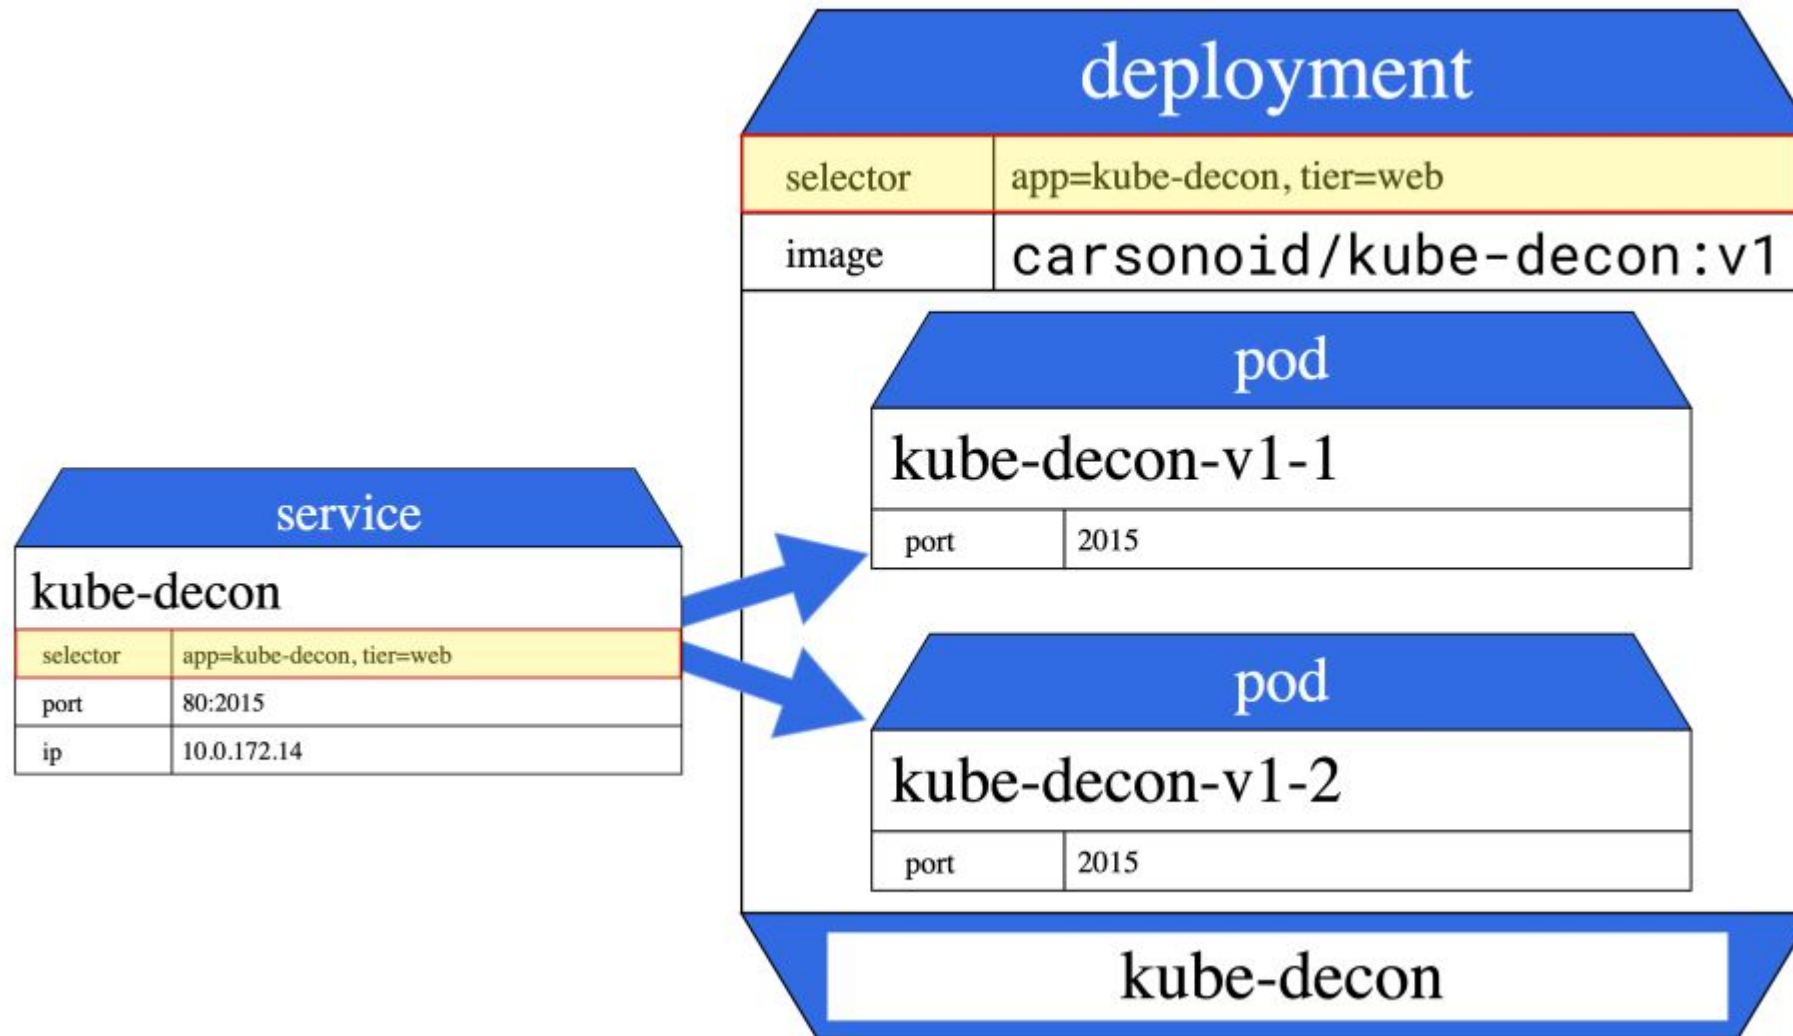 deployment
selector app=kube-decon, tier=web
image carsonoid/kube-decon:v1
pod
kube-decon-v1-1
port 2015
service
kube-decon
selector app=kube-decon, tier=web
port 80:2015
ip 10.0.172.14
pod
kube-decon-v1-2
port 2015
kube-decon